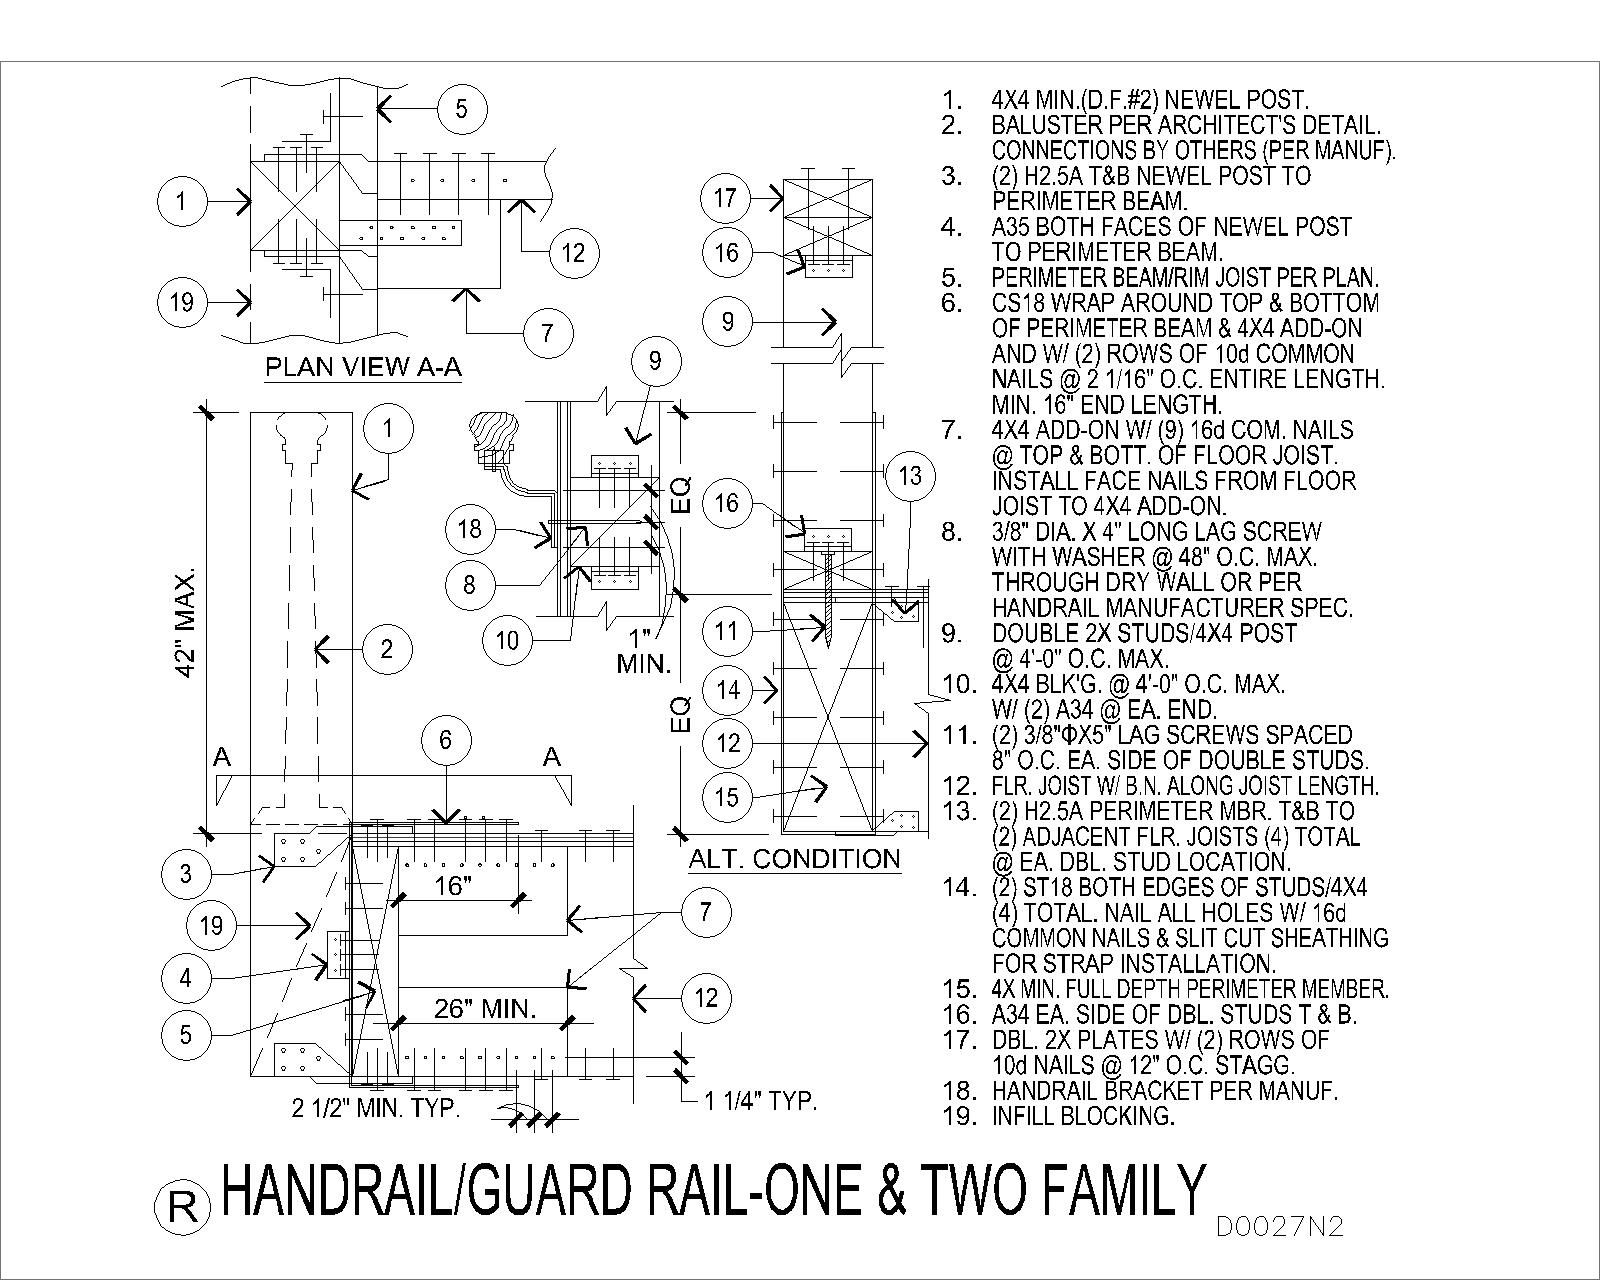 5
1
12
19
7
PLAN VIEW A-A
17
16
9
9
1
18
8
10
1"
MIN.
EQ
EQ
16
13
11
14
12
15
ALT. CONDITION
42" MAX.
2
A
A
6
3
19
4
5
16"
26" MIN.
7
12
2 1/2" MIN. TYP.
1 1/4" TYP.
1. 4X4 MIN.(D.F.#2) NEWEL POST.
2. BALUSTER PER ARCHITECT'S DETAIL.
CONNECTIONS BY OTHERS (PER MANUF).
3. (2) H2.5A T&B NEWEL POST TO
PERIMETER BEAM.
4. A35 BOTH FACES OF NEWEL POST
TO PERIMETER BEAM.
5. PERIMETER BEAM/RIM JOIST PER PLAN.
6. CS18 WRAP AROUND TOP & BOTTOM
OF PERIMETER BEAM & 4X4 ADD-ON
AND W/ (2) ROWS OF 10d COMMON
NAILS @ 2 1/16" O.C. ENTIRE LENGTH.
MIN. 16" END LENGTH.
7. 4X4 ADD-ON W/ (9) 16d COM. NAILS
@ TOP & BOTT. OF FLOOR JOIST.
INSTALL FACE NAILS FROM FLOOR
JOIST TO 4X4 ADD-ON.
8. 3/8" DIA. X 4" LONG LAG SCREW
WITH WASHER @ 48" O.C. MAX.
THROUGH DRY WALL OR PER
HANDRAIL MANUFACTURER SPEC.
9. DOUBLE 2X STUDS/4X4 POST
@ 4'-0" O.C. MAX.
10. 4X4 BLK'G. @ 4'-0" O.C. MAX.
W/ (2) A34 @ EA. END.
11. (2) 3/8"ΦX5" LAG SCREWS SPACED
8" O.C. EA. SIDE OF DOUBLE STUDS.
12. FLR. JOIST W/ B.N. ALONG JOIST LENGTH.
13. (2) H2.5A PERIMETER MBR. T&B TO
(2) ADJACENT FLR. JOISTS (4) TOTAL
@ EA. DBL. STUD LOCATION.
14. (2) ST18 BOTH EDGES OF STUDS/4X4
(4) TOTAL. NAIL ALL HOLES W/ 16d
COMMON NAILS & SLIT CUT SHEATHING
FOR STRAP INSTALLATION.
15. 4X MIN. FULL DEPTH PERIMETER MEMBER.
16. A34 EA. SIDE OF DBL. STUDS T & B.
17. DBL. 2X PLATES W/ (2) ROWS OF
10d NAILS @ 12" O.C. STAGG.
18. HANDRAIL BRACKET PER MANUF.
19. INFILL BLOCKING.
R HANDRAIL/GUARD RAIL-ONE & TWO FAMILY
D0027N2